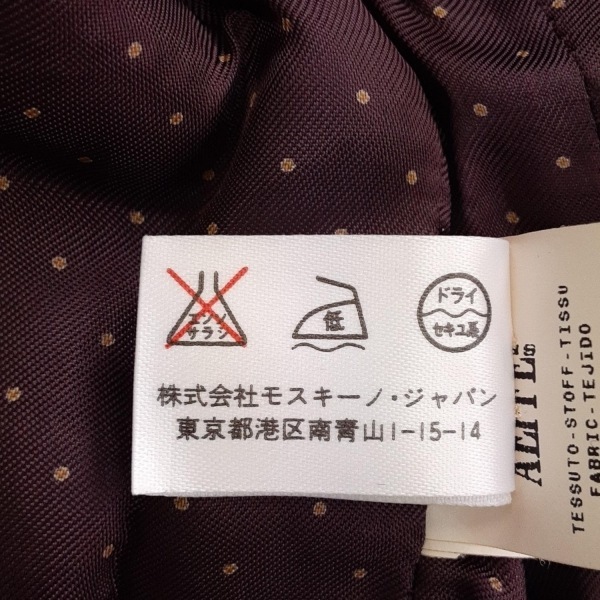 エンソ
サラシ
低
ドライ
セキユ系
株式会社モスキーノ・ジャパン
東京都港区南青山1-15-14
TESSUTO-STOFF-TISSU
FABRIC-TEJIDO